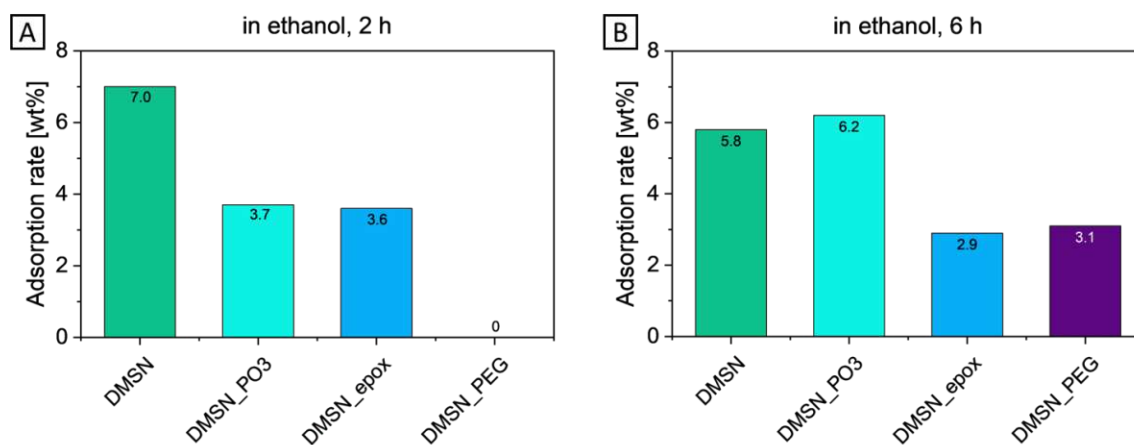 A
in ethanol, 2 h
Adsorption rate [wt%]
8
6
4
2
0
7.0
3.7
3.6
0
DMSN
DMSN_PO3
DMSN_epox
DMSN_PEG
B
in ethanol, 6 h
Adsorption rate [wt%]
8
6
4
2
0
5.8
6.2
2.9
3.1
DMSN
DMSN_PO3
DMSN_epox
DMSN_PEG